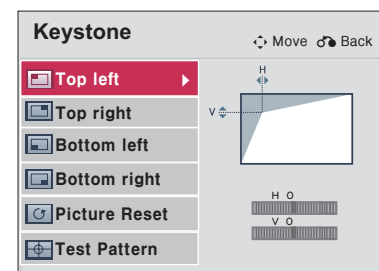 Keystone
Move Back
Top left
Top right
Bottom left
Bottom right
Picture Reset
Test Pattern
H
V
H 0
V 0